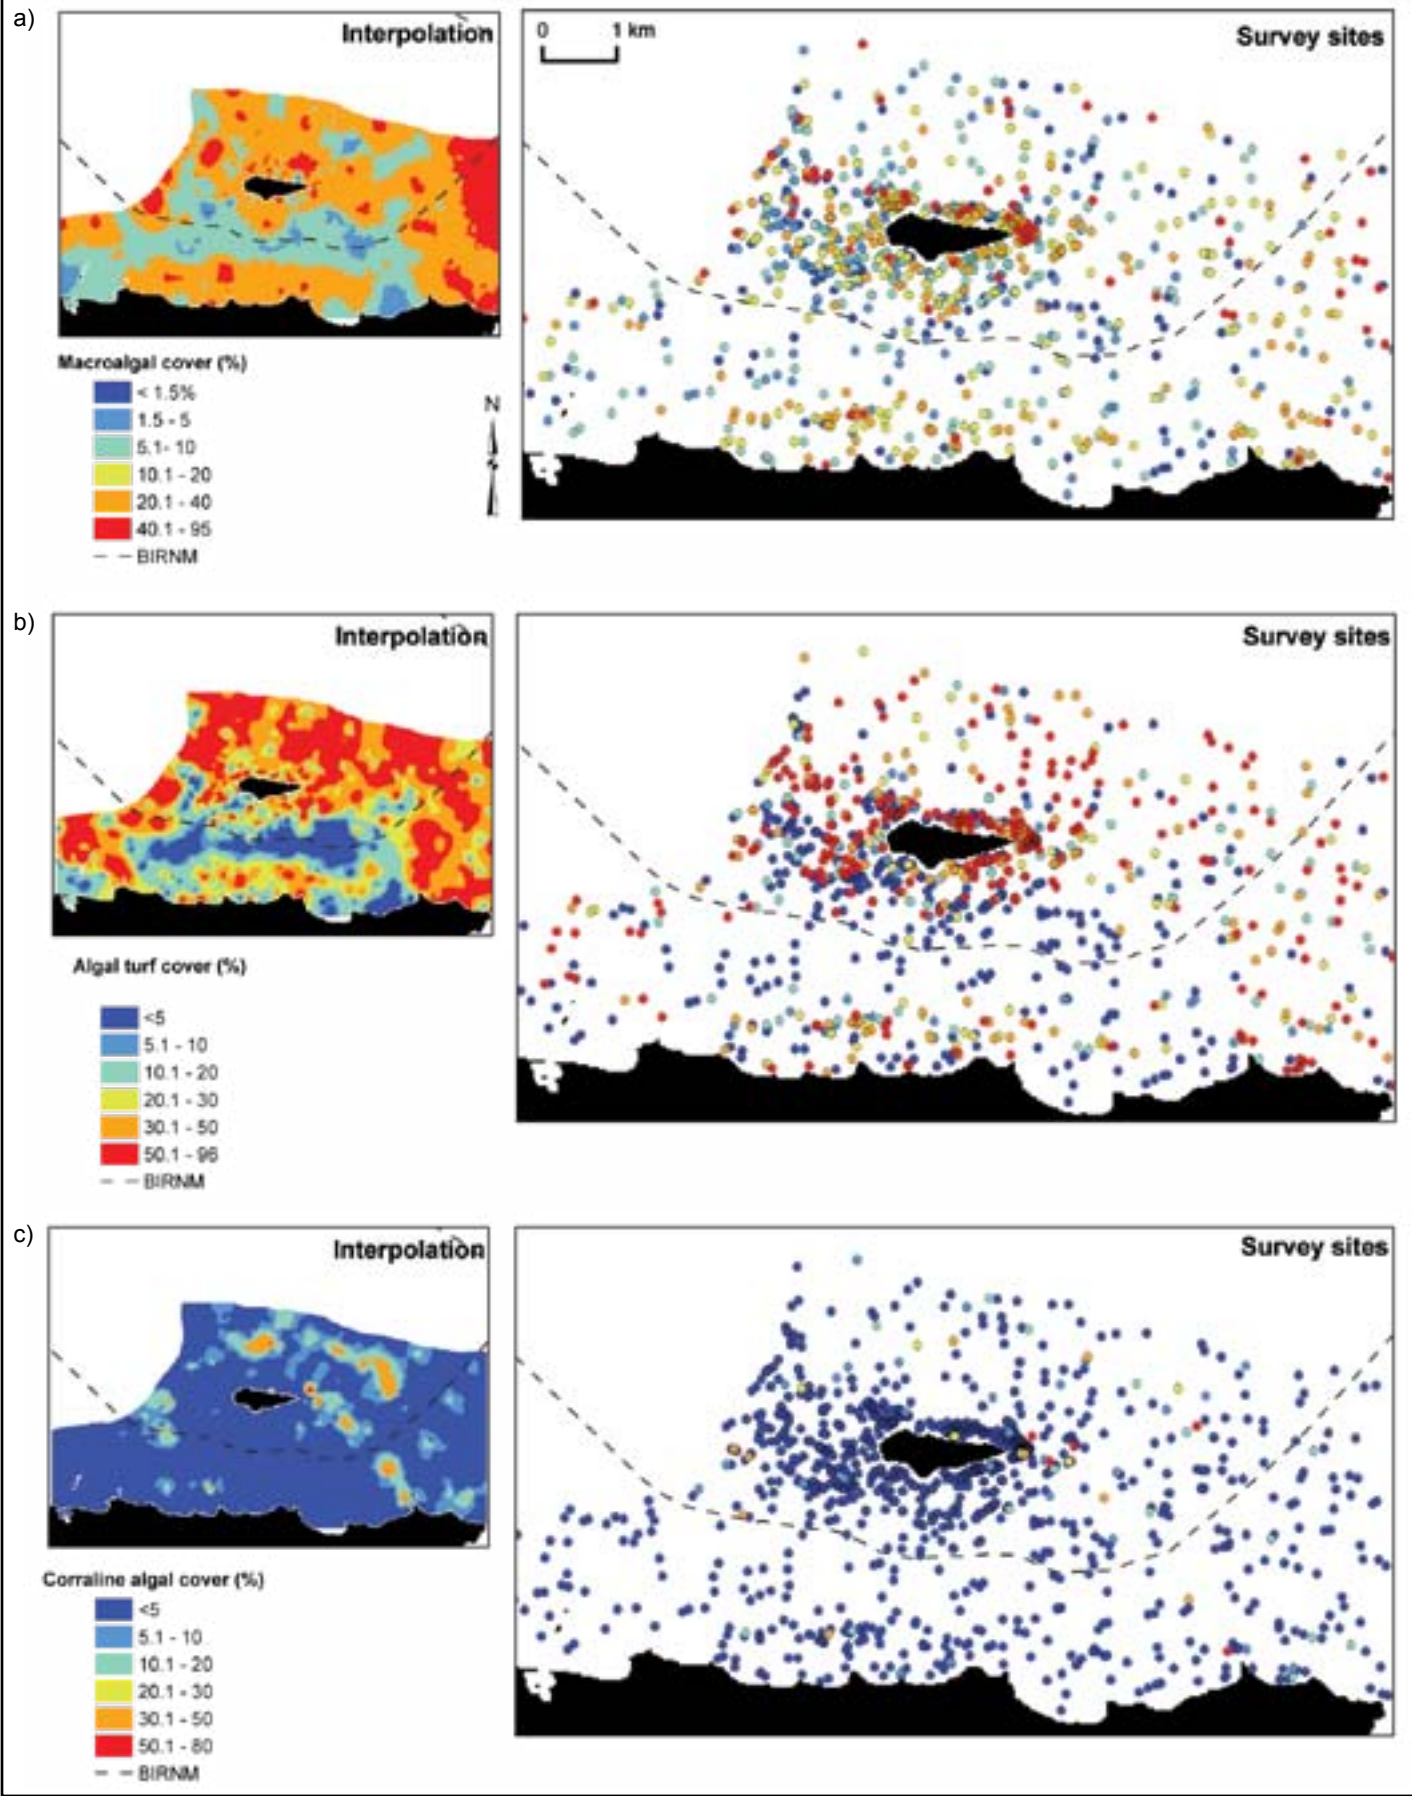 a)
Interpolation
0 1 km
Survey sites
Macroalgal cover (%)
< 1.5%
1.5 - 5
5.1- 10
10.1 - 20
20.1 - 40
40.1 - 95
BIRNM
N
b)
Interpolation
Survey sites
Algal turf cover (%)
<5
5.1 - 10
10.1 - 20
20.1 - 30
30.1 - 50
50.1 - 96
BIRNM
c)
Interpolation
Survey sites
Corraline algal cover (%)
<5
5.1 - 10
10.1 - 20
20.1 - 30
30.1 - 50
50.1 - 80
BIRNM